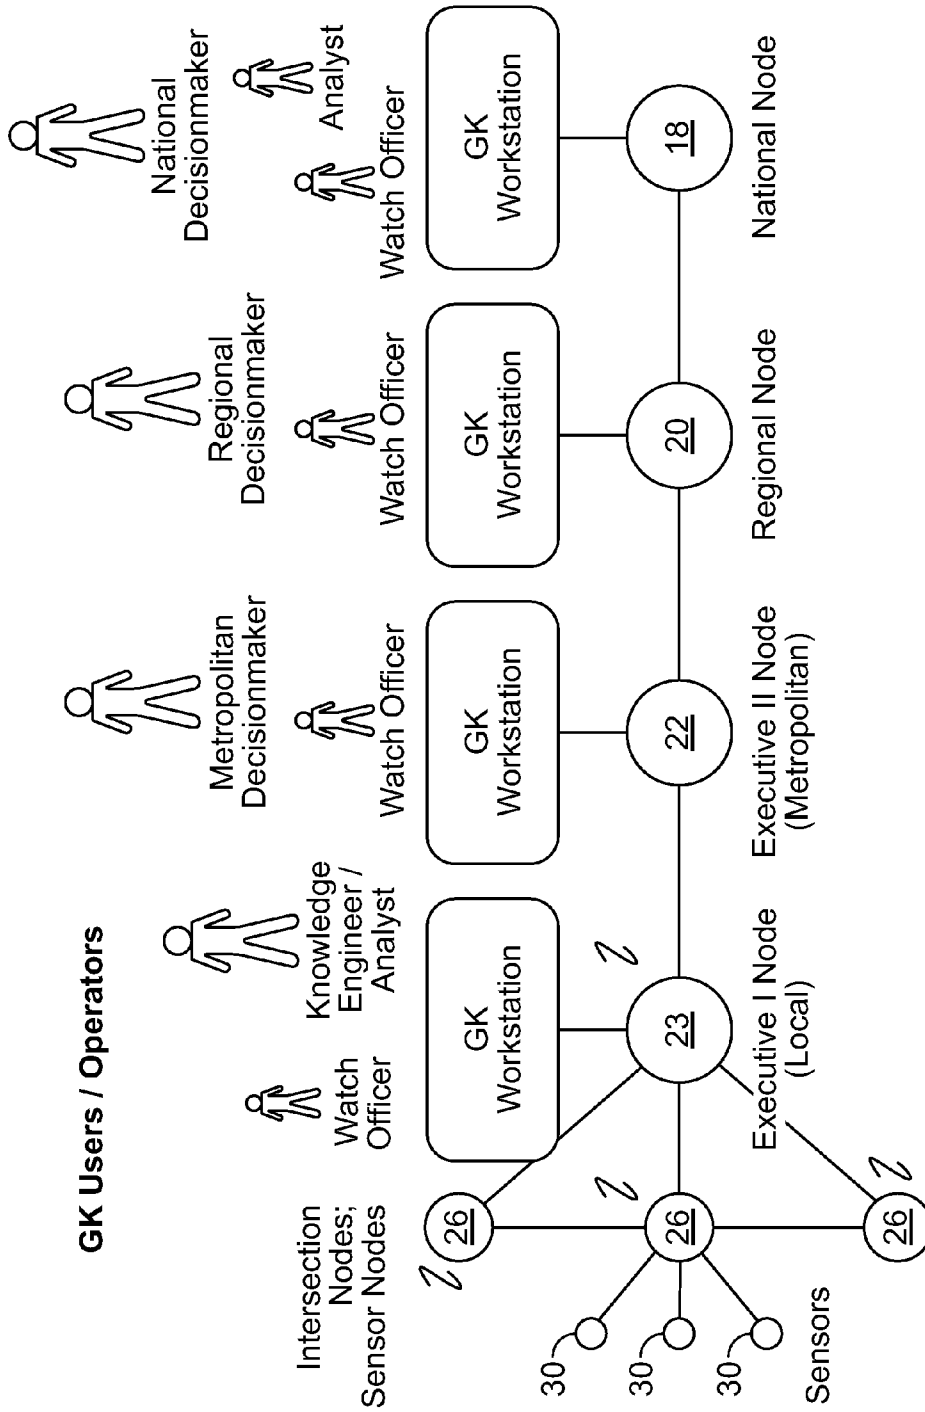 GK Users / Operators
National
Decisionmaker
Analyst
Watch Officer
Regional
Decisionmaker
Watch Officer
Metropolitan
Decisionmaker
Watch Officer
Knowledge
Engineer /
Analyst
Watch
Officer
Intersection
Nodes;
Sensor Nodes
GK
Workstation
GK
Workstation
GK
Workstation
GK
Workstation
26
26
26
23
22
20
18
30
30
30
Sensors
Executive I Node
(Local)
Executive II Node
(Metropolitan)
Regional Node
National Node